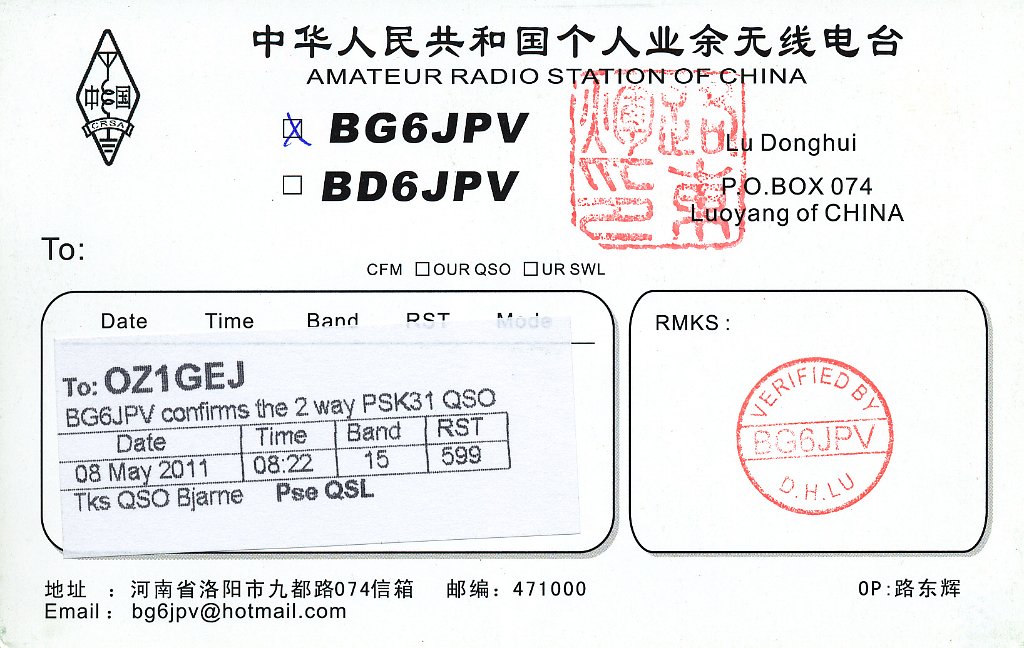 中华人民共和国个人业余无线电台
AMATEUR RADIO STATION OF CHINA
中国
CRSA
BG6JPV
BD6JPV
Lu Donghui
P.O.BOX 074
Luoyang of CHINA
To:
CFM □OUR QSO □UR SWL
Date Time Band RST Mode
To: OZ1GEJ
BG6JPV confirms the 2 way PSK31 QSO
Date Time Band RST
08 May 2011 08:22 15 599
Tks QSO Bjarne Pse QSL
RMKS :
VERIFIED BY
BG6JPV
D.H.LU
地址 : 河南省洛阳市九都路074信箱 邮编: 471000
Email : bg6jpv@hotmail.com
OP:路东辉